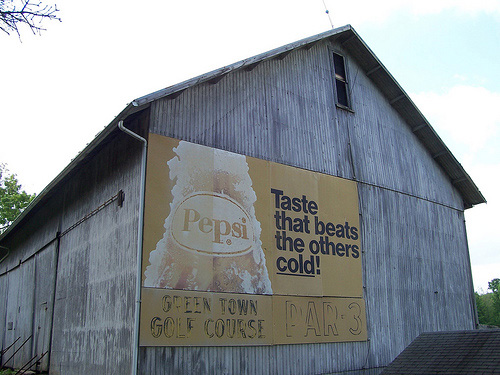 Pepsi®
Taste
that beats
the others
cold!
GREEN TOWN
GOLF COURSE
PAR-3